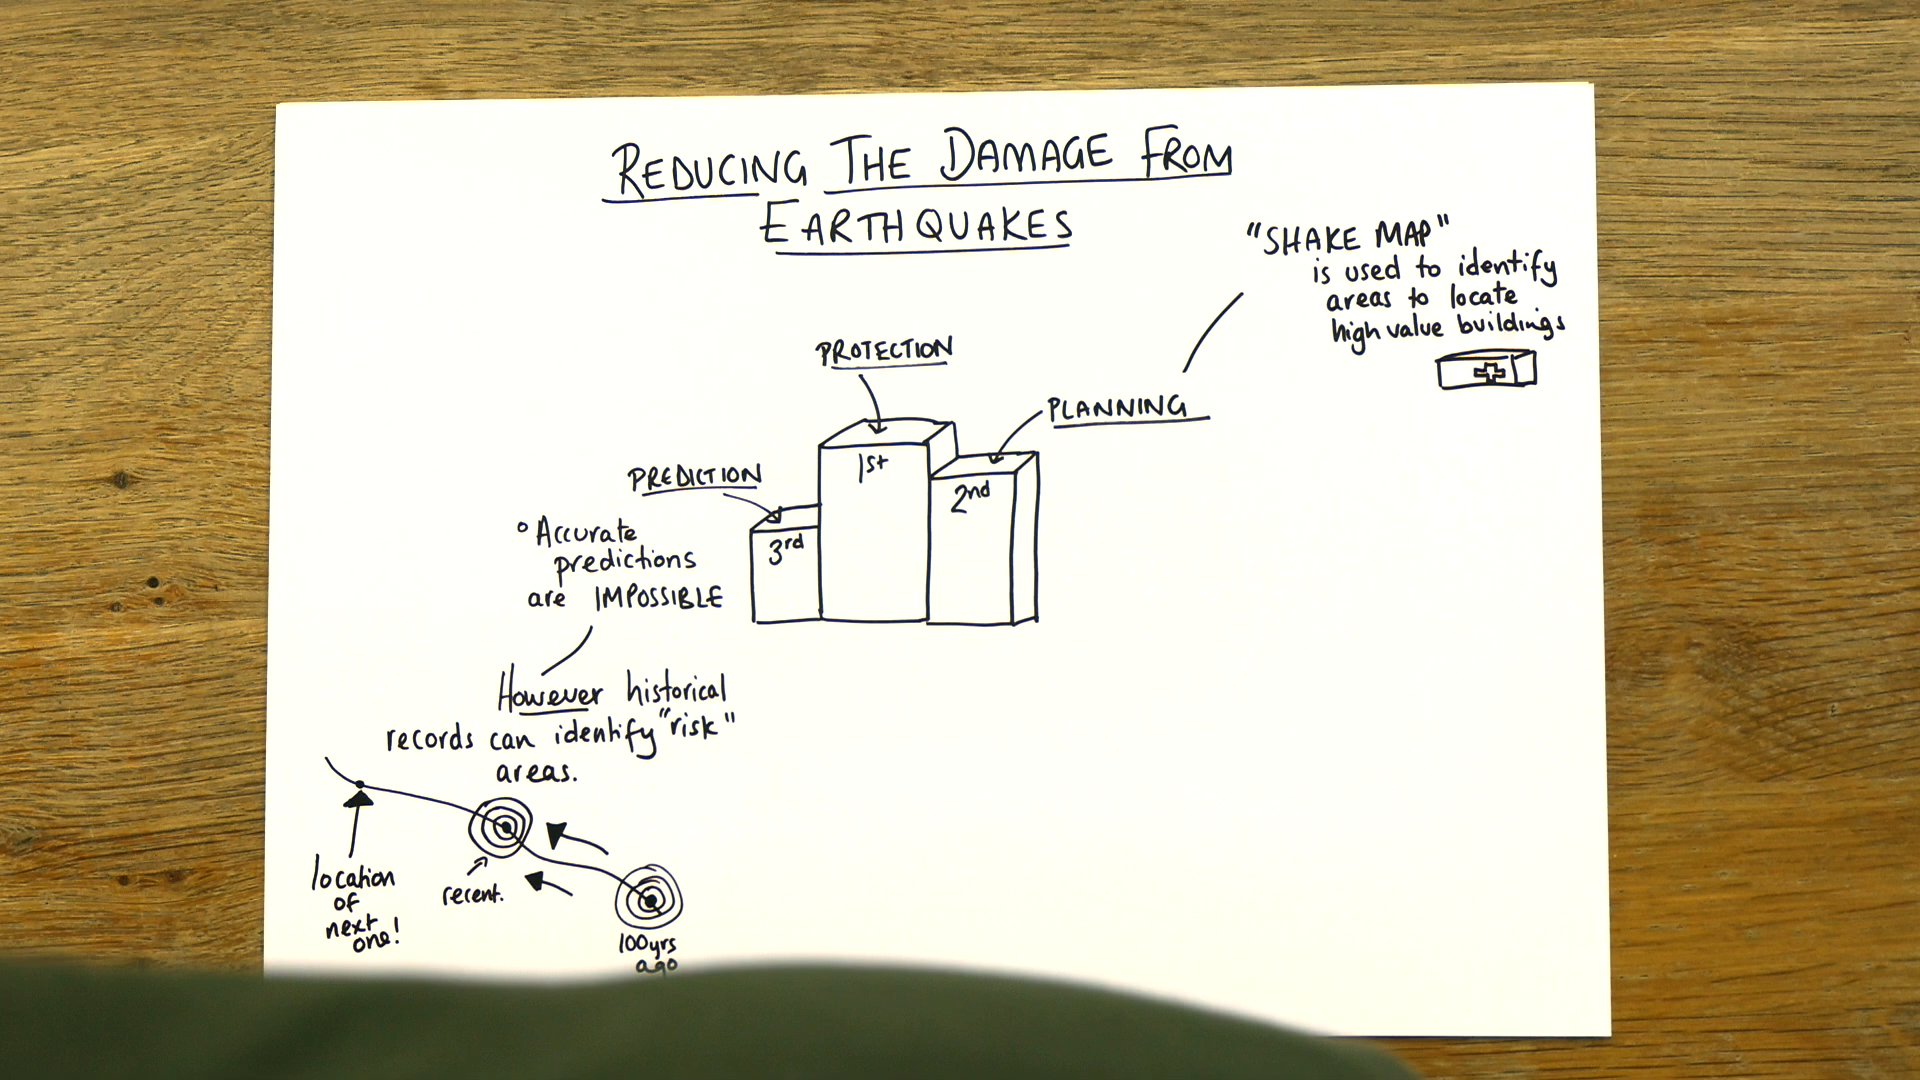 REDUCING THE DAMAGE FROM
EARTHQUAKES
"SHAKE MAP"
is used to identify
areas to locate
high value buildings
PROTECTION
PLANNING
PREDICTION
1st
2nd
3rd
° Accurate
predictions
are IMPOSSIBLE
However historical
records can identify "risk"
areas.
location
of
next
one!
recent.
100yrs
ago